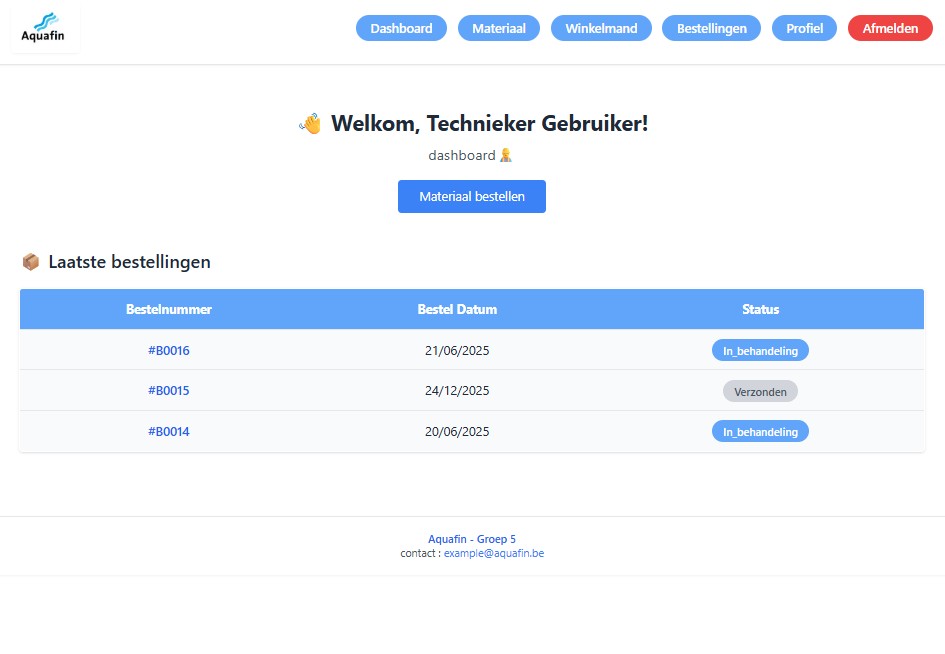 Aquafin
Dashboard Materiaal Winkelmand Bestellingen Profiel Afmelden
👋 Welkom, Technieker Gebruiker!
dashboard
Materiaal bestellen
📦 Laatste bestellingen
Bestelnummer Bestel Datum Status
#B0016 21/06/2025 In_behandeling
#B0015 24/12/2025 Verzonden
#B0014 20/06/2025 In_behandeling
Aquafin - Groep 5
contact : example@aquafin.be